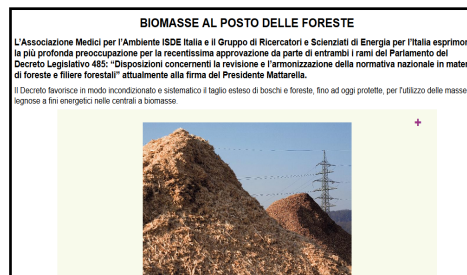 BIOMASSE AL POSTO DELLE FORESTE
L'Associazione Medici per l'Ambiente ISDE Italia e il Gruppo di Ricercatori e Scienziati di Energia per l'Italia
la più profonda preoccupazione per la recentissima approvazione da parte di entrambi i rami del Parlamento del
Decreto Legislativo 485: “Disposizioni concernenti la revisione e l'armonizzazione della normativa nazionale in
di foreste e filiere forestali” attualmente alla firma del Presidente Mattarella.
Il Decreto favorisce in modo incondizionato e sistematico il taglio esteso di boschi e foreste, fino ad oggi protette, per l'utilizzo delle masse
legnose a fini energetici nelle centrali a biomasse.